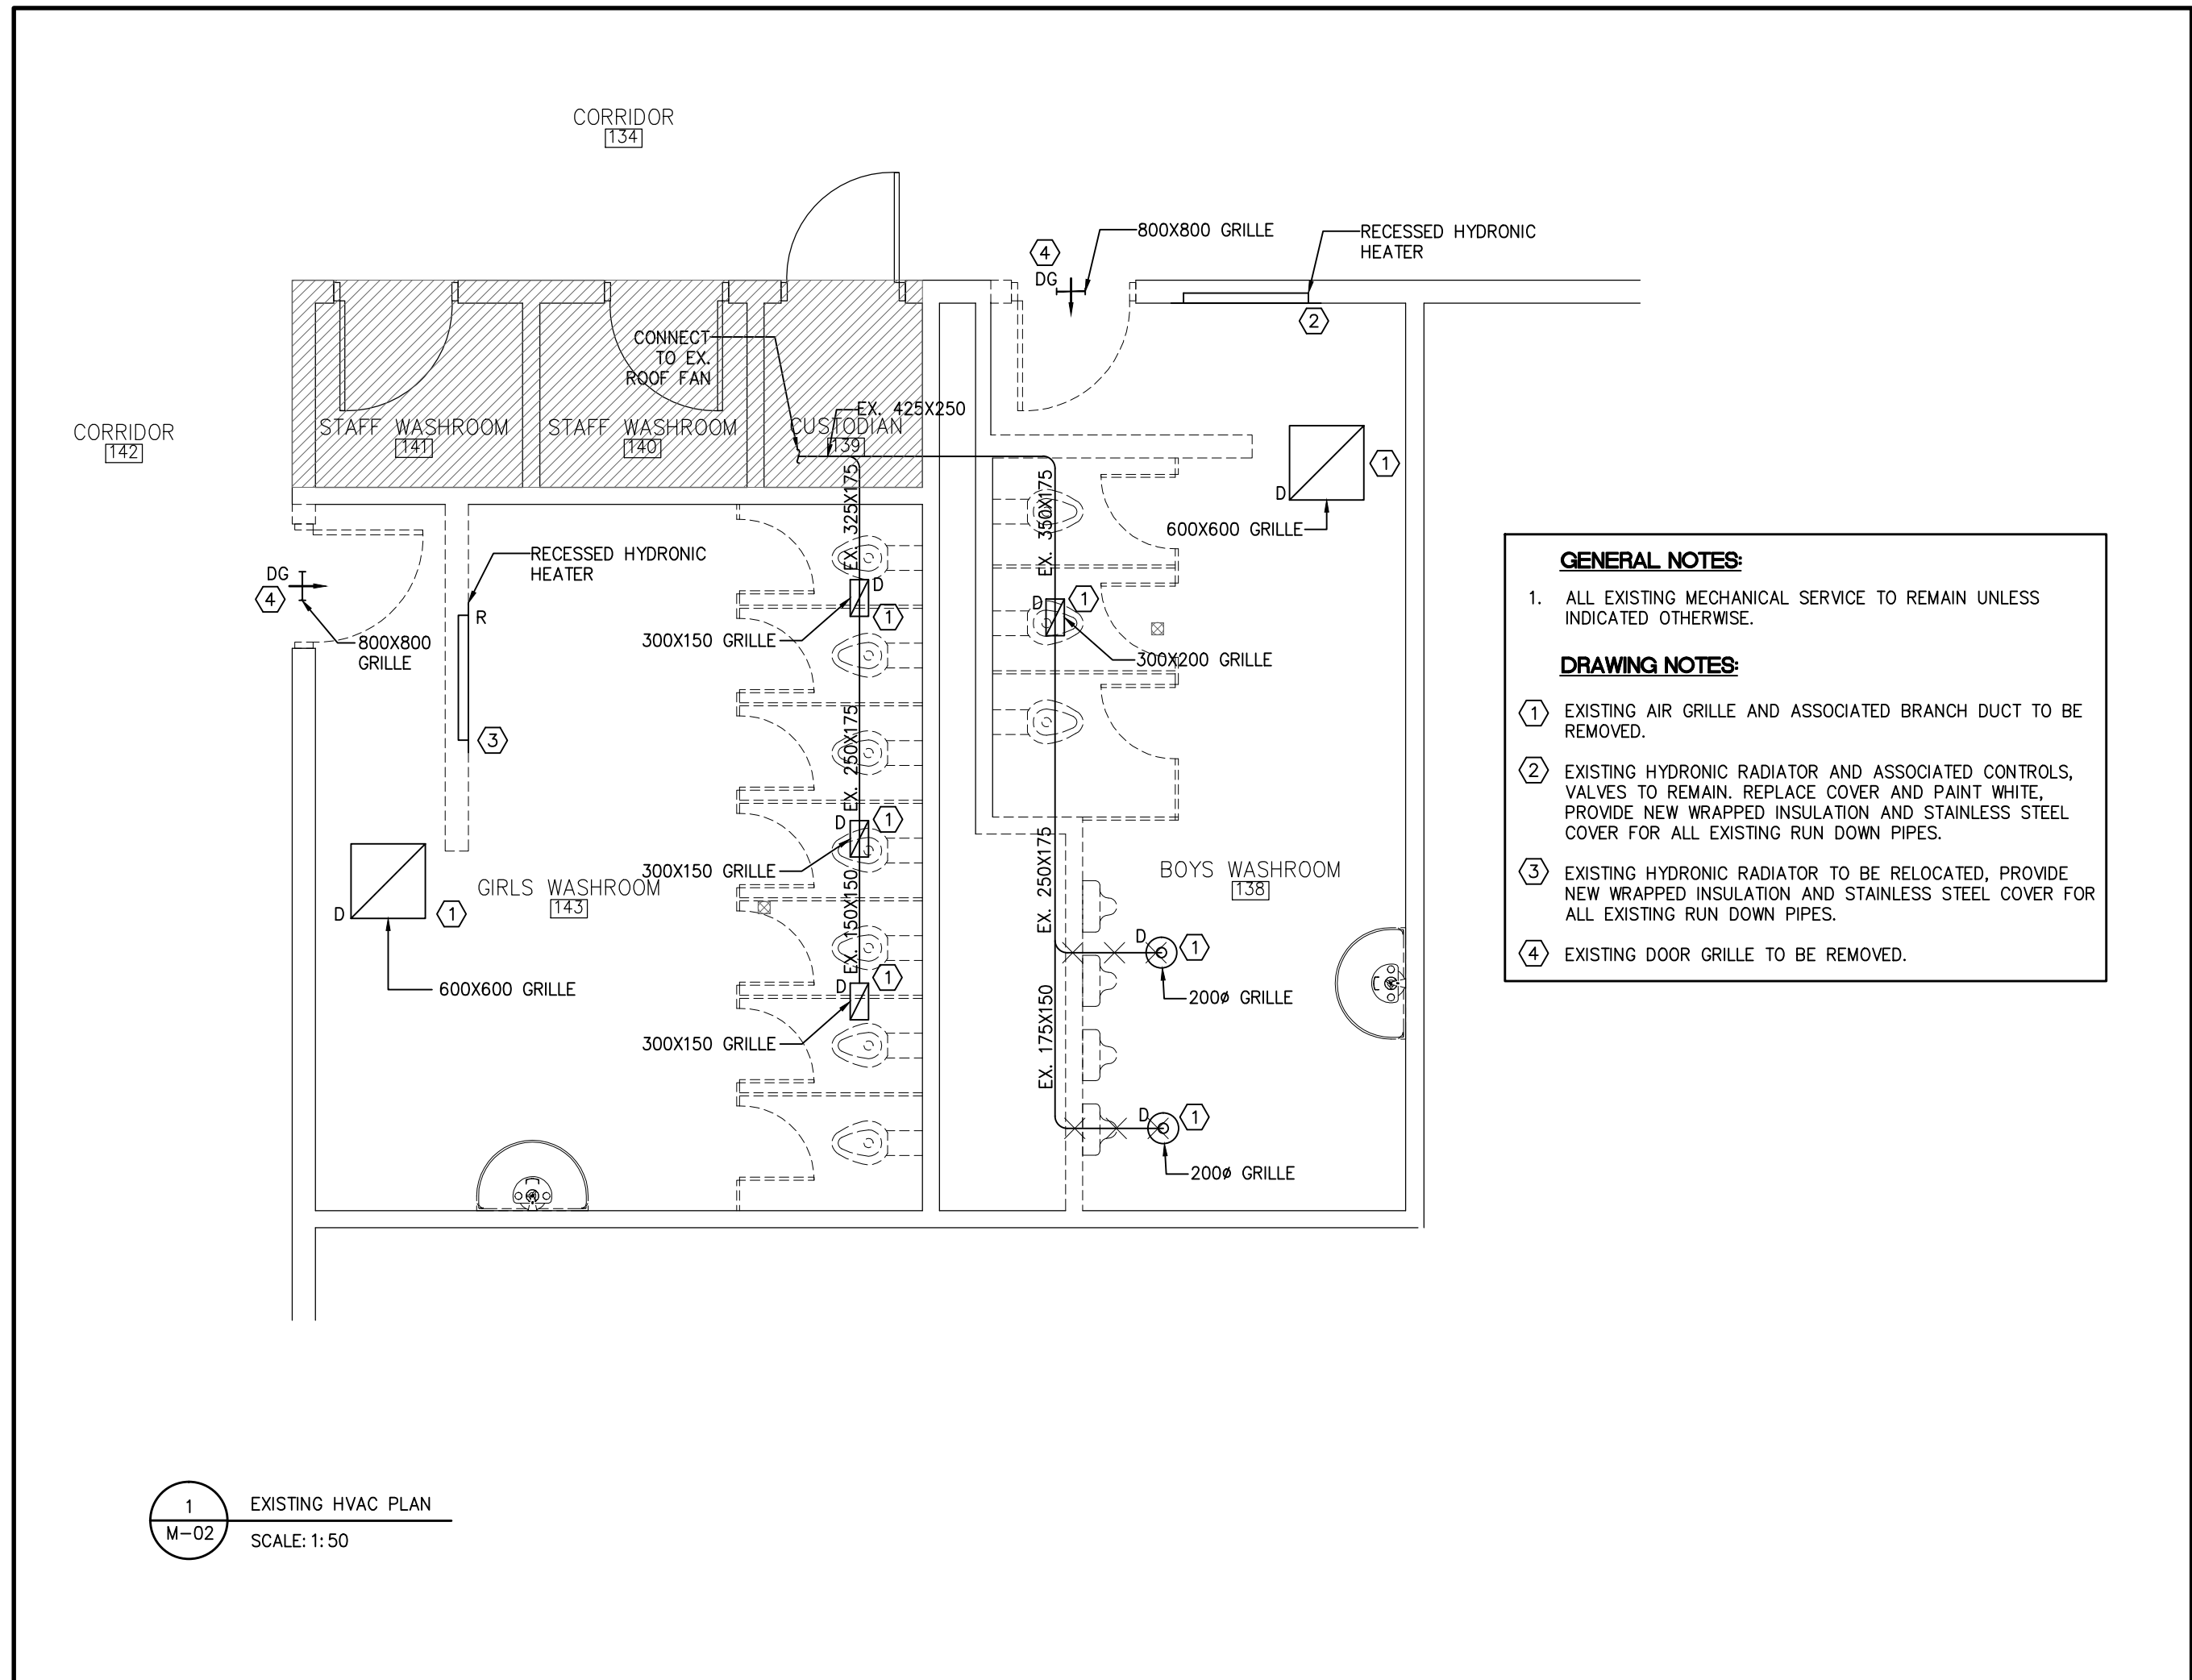 CORRIDOR
134
800X800 GRILLE
RECESSED HYDRONIC
HEATER
4
DG
2
CONNECT
TO EX.
ROOF FAN
EX. 425X250
CORRIDOR
142
STAFF WASHROOM
141
STAFF WASHROOM
140
CUSTODIAN
139
1
D
600X600 GRILLE
EX. 325X175
EX. 350X175
RECESSED HYDRONIC
HEATER
DG
4
R
800X800
GRILLE
3
D
1
300X150 GRILLE
D
1
300X200 GRILLE
EX. 250X175
D
1
300X150 GRILLE
EX. 150X150
D
1
300X150 GRILLE
GIRLS WASHROOM
143
D
1
600X600 GRILLE
BOYS WASHROOM
138
EX. 250X175
D
1
200ø GRILLE
EX. 175X150
D
1
200ø GRILLE
GENERAL NOTES:
1. ALL EXISTING MECHANICAL SERVICE TO REMAIN UNLESS
INDICATED OTHERWISE.
DRAWING NOTES:
1 EXISTING AIR GRILLE AND ASSOCIATED BRANCH DUCT TO BE
REMOVED.
2 EXISTING HYDRONIC RADIATOR AND ASSOCIATED CONTROLS,
VALVES TO REMAIN. REPLACE COVER AND PAINT WHITE,
PROVIDE NEW WRAPPED INSULATION AND STAINLESS STEEL
COVER FOR ALL EXISTING RUN DOWN PIPES.
3 EXISTING HYDRONIC RADIATOR TO BE RELOCATED, PROVIDE
NEW WRAPPED INSULATION AND STAINLESS STEEL COVER FOR
ALL EXISTING RUN DOWN PIPES.
4 EXISTING DOOR GRILLE TO BE REMOVED.
1
M-02
EXISTING HVAC PLAN
SCALE: 1:50